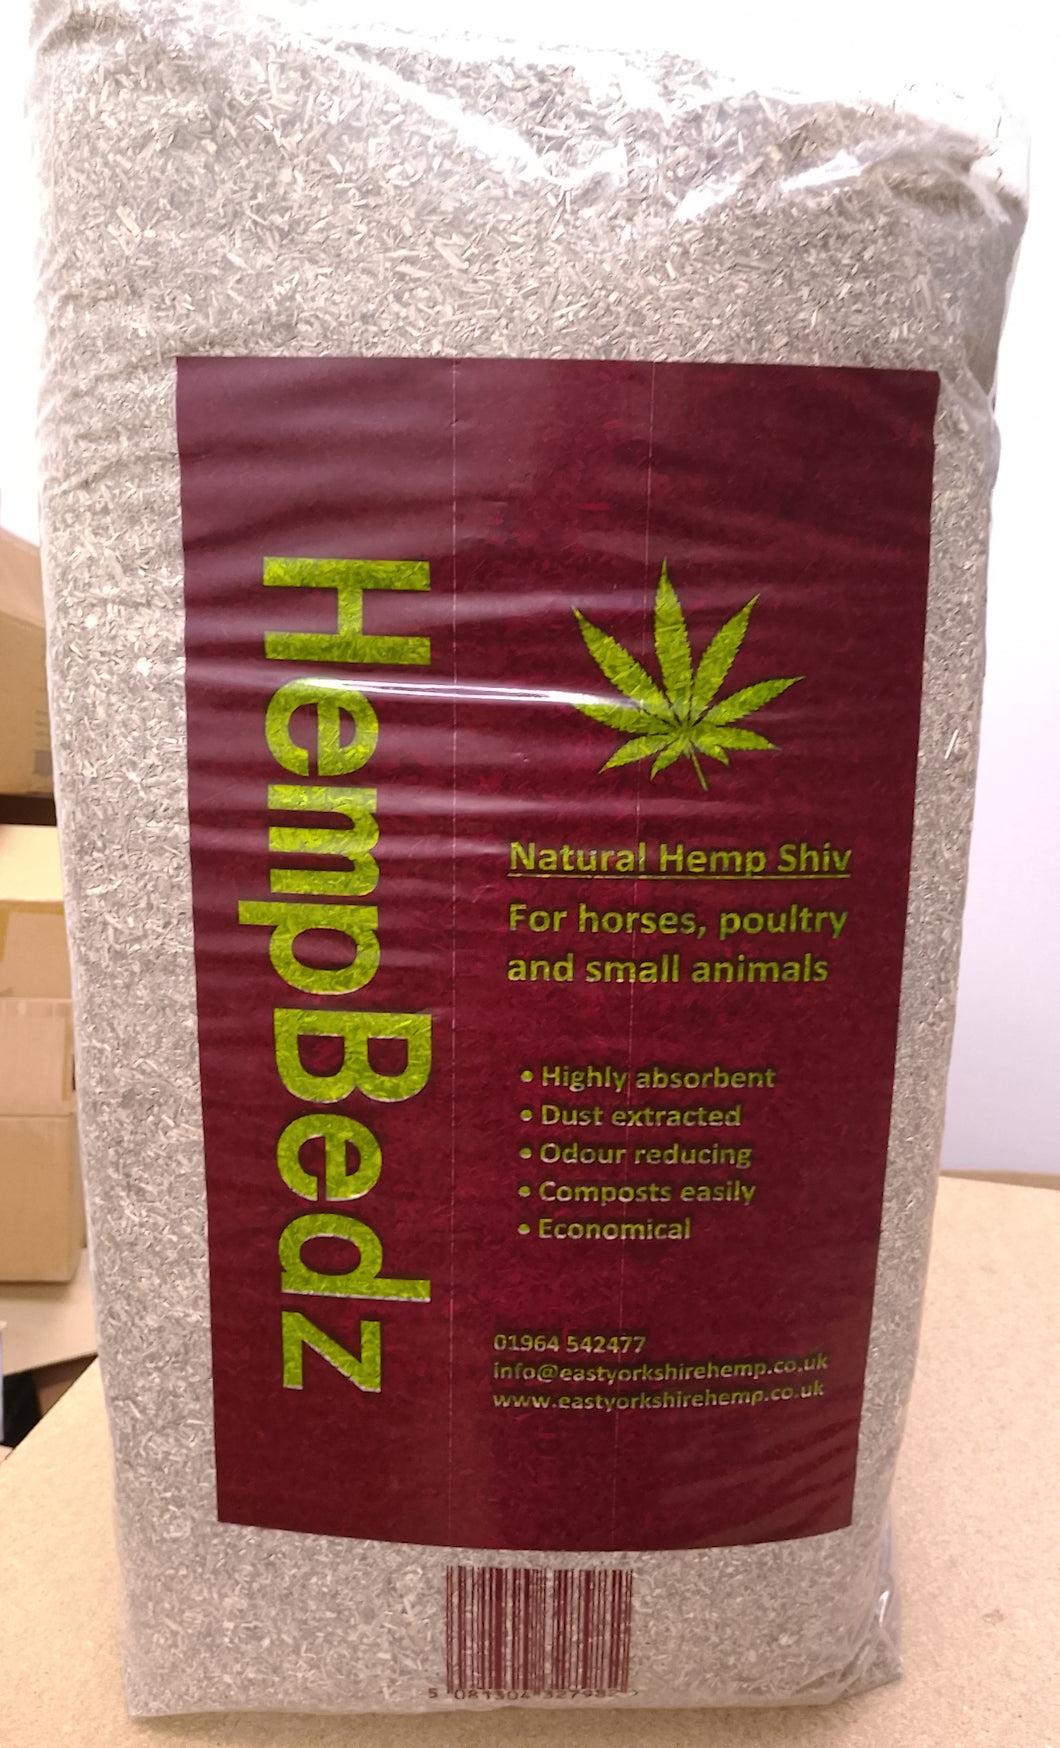 HempBedz
Natural Hemp Shiv
For horses, poultry
and small animals
• Highly absorbent
• Dust extracted
• Odour reducing
• Composts easily
• Economical
01964 542477
info@eastyorkshirehemp.co.uk
www.eastyorkshirehemp.co.uk